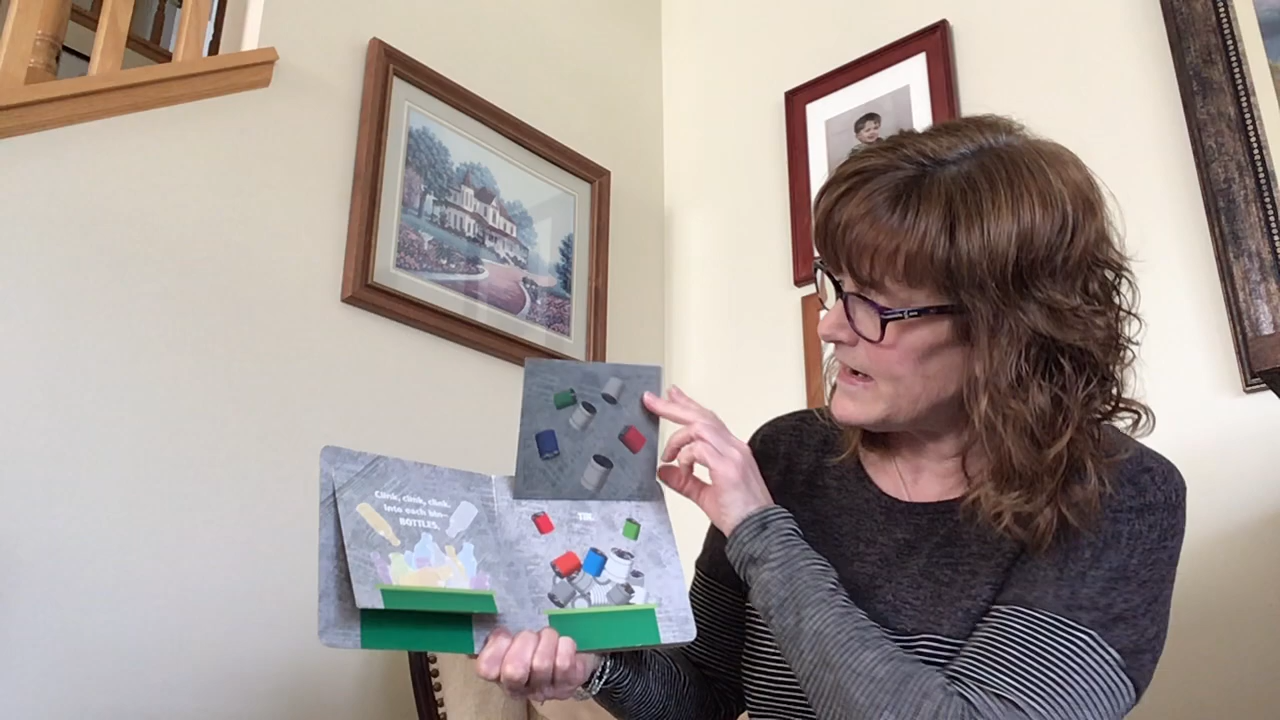 Clink, clink, clink.
Into each bin—
BOTTLES,
TIN.